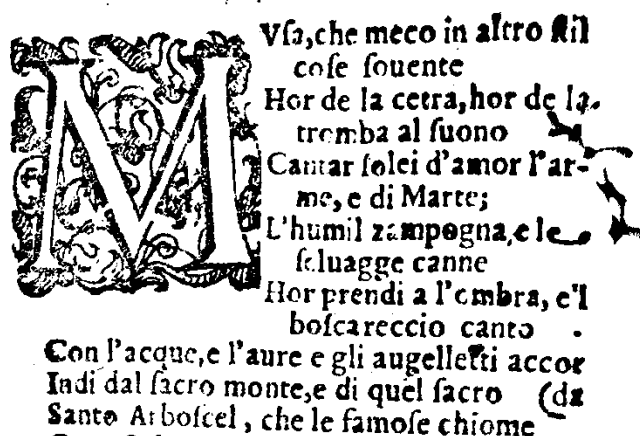 MVſa, che meco in altro ſtil
coſe ſouente
Hor de la cetra, hor de la
tromba al ſuono
Cantar ſolei d'amor l'ar-
me, e di Marte;
L'humil zampogna, e le
ſeluagge canne
Hor prendi a l'ombra, e'l
boſcareccio canto
Con l'acque, e l'aure e gli augelletti accor
Indi dal ſacro monte, e di quel ſacro (da
Santo Arboſcel, che le famoſe chiome